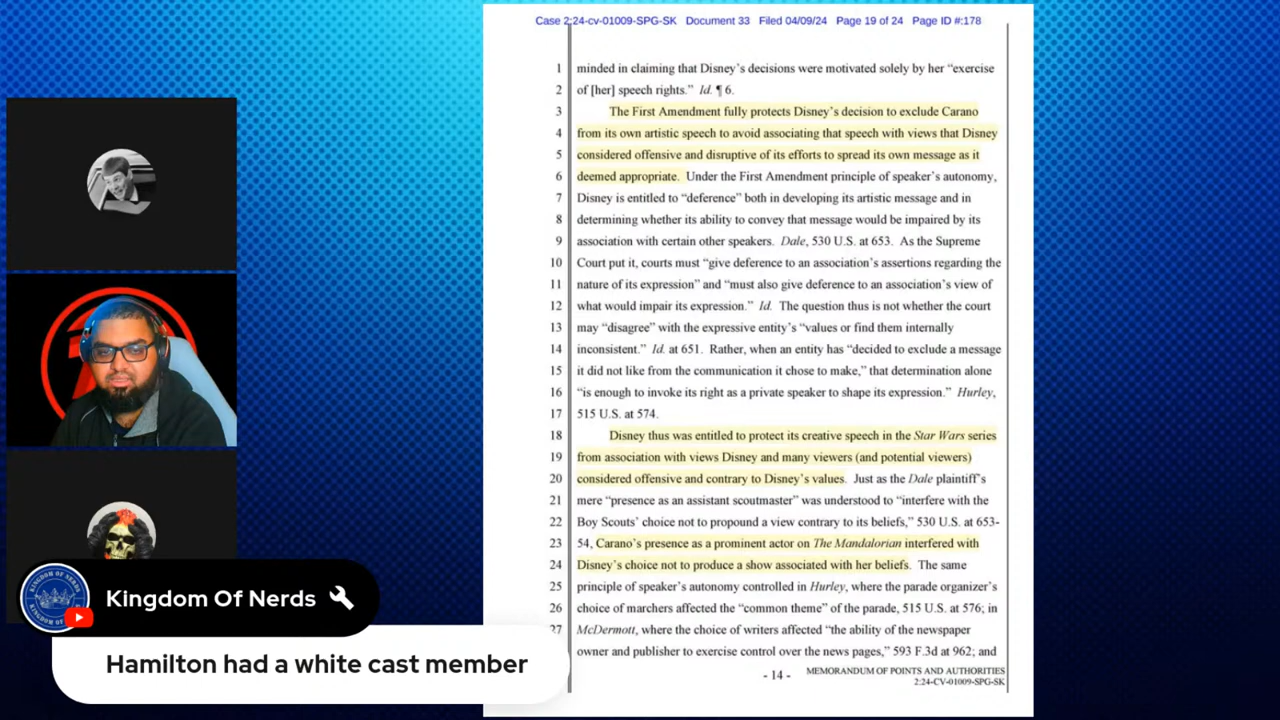 Case 2:24-cv-01009-SPG-SK Document 33 Filed 04/09/24 Page 19 of 24 Page ID #:178
1 minded in claiming that Disney’s decisions were motivated solely by her “exercise
2 of [her] speech rights.” Id. ¶ 6.
3 The First Amendment fully protects Disney’s decision to exclude Carano
4 from its own artistic speech to avoid associating that speech with views that Disney
5 considered offensive and disruptive of its efforts to spread its own message as it
6 deemed appropriate. Under the First Amendment principle of speaker’s autonomy,
7 Disney is entitled to “deference” both in developing its artistic message and in
8 determining whether its ability to convey that message would be impaired by its
9 association with certain other speakers. Dale, 530 U.S. at 653. As the Supreme
10 Court put it, courts must “give deference to an association’s assertions regarding the
11 nature of its expression” and “must also give deference to an association’s view of
12 what would impair its expression.” Id. The question thus is not whether the court
13 may “disagree” with the expressive entity’s “values or find them internally
14 inconsistent.” Id. at 651. Rather, when an entity has “decided to exclude a message
15 it did not like from the communication it chose to make,” that determination alone
16 “is enough to invoke its right as a private speaker to shape its expression.” Hurley,
17 515 U.S. at 574.
18 Disney thus was entitled to protect its creative speech in the Star Wars series
19 from association with views Disney and many viewers (and potential viewers)
20 considered offensive and contrary to Disney’s values. Just as the Dale plaintiff’s
21 mere “presence as an assistant scoutmaster” was understood to “interfere with the
22 Boy Scouts’ choice not to propound a view contrary to its beliefs,” 530 U.S. at 653-
23 54, Carano’s presence as a prominent actor on The Mandalorian interfered with
24 Disney’s choice not to produce a show associated with her beliefs. The same
25 principle of speaker’s autonomy controlled in Hurley, where the parade organizer’s
26 choice of marchers affected the “common theme” of the parade, 515 U.S. at 576; in
27 McDermott, where the choice of writers affected “the ability of the newspaper
owner and publisher to exercise control over the news pages,” 593 F.3d at 962; and
- 14 -
MEMORANDUM OF POINTS AND AUTHORITIES
2:24-CV-01009-SPG-SK
KINGDOM OF NERDS
Kingdom Of Nerds
Hamilton had a white cast member